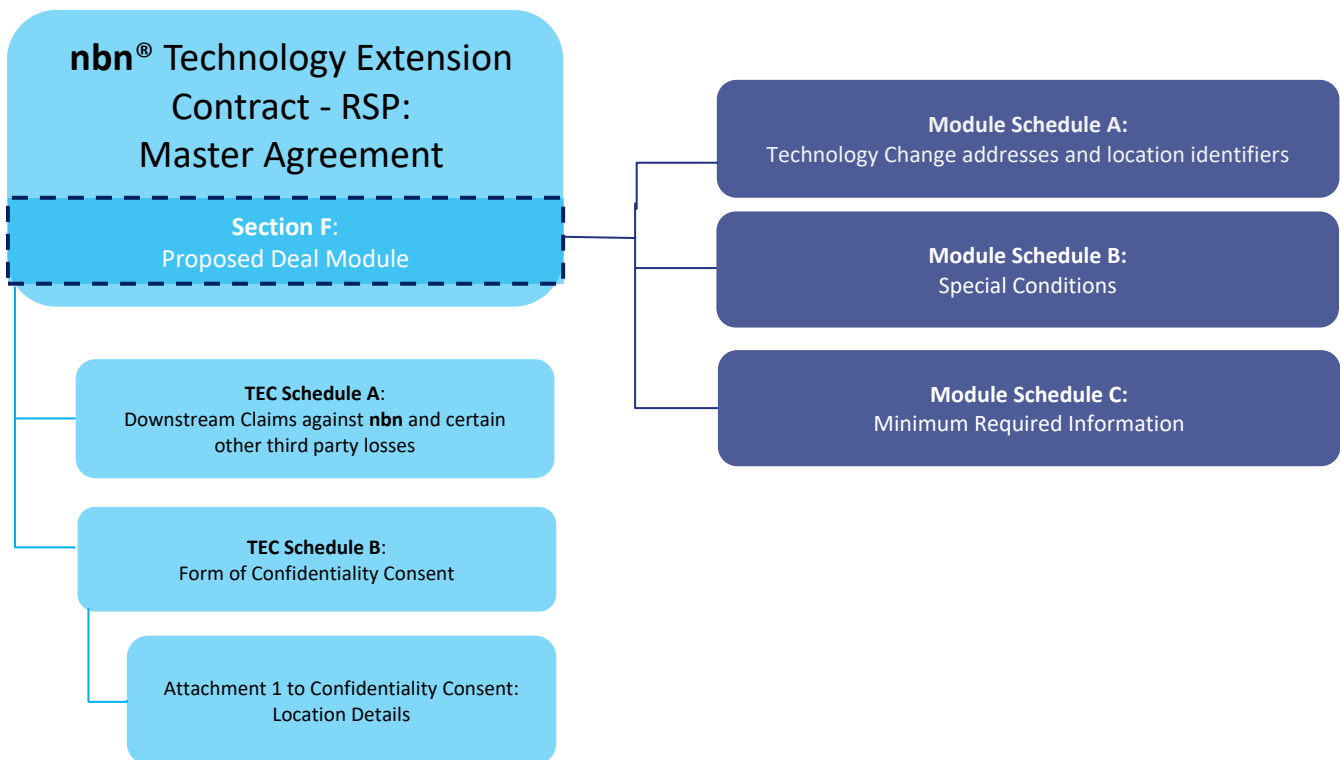 nbn® Technology Extension
Contract - RSP:
Master Agreement
Section F:
Proposed Deal Module
TEC Schedule A:
Downstream Claims against nbn and certain
other third party losses
TEC Schedule B:
Form of Confidentiality Consent
Attachment 1 to Confidentiality Consent:
Location Details
Module Schedule A:
Technology Change addresses and location identifiers
Module Schedule B:
Special Conditions
Module Schedule C:
Minimum Required Information